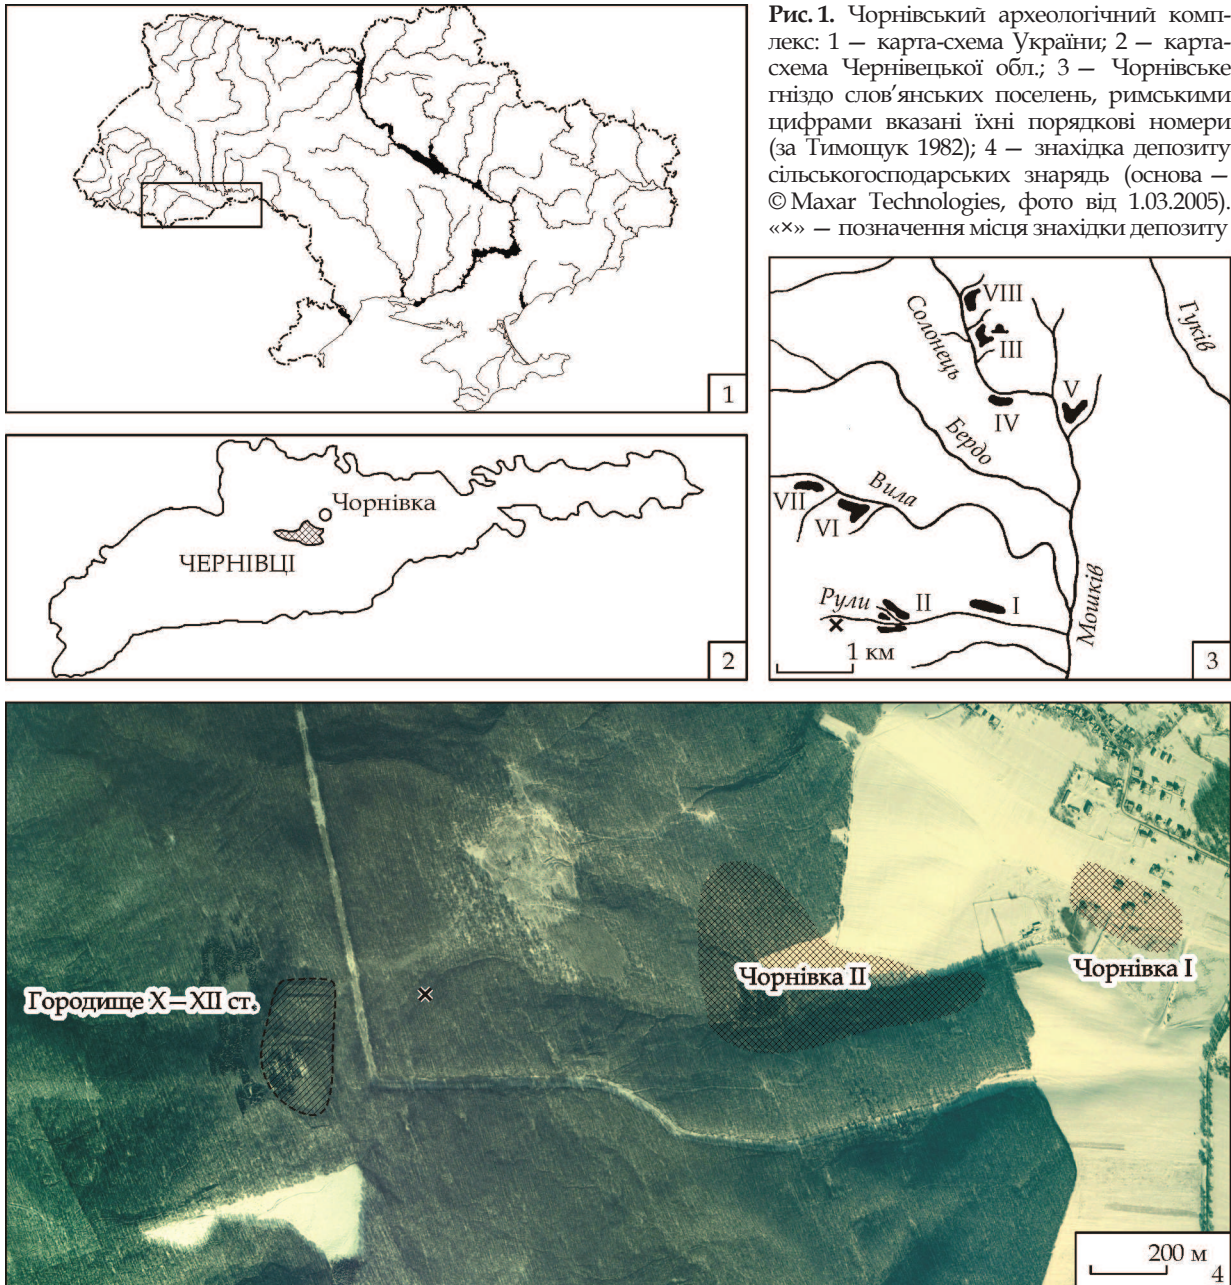 Рис. 1. Чорнівський археологічний комп-
лекс: 1 — карта-схема України; 2 — карта-
схема Чернівецької обл.; 3 — Чорнівське
гніздо слов’янських поселень, римськими
цифрами вказані їхні порядкові номери
(за Тимощук 1982); 4 — знахідка депозиту
сільськогосподарських знарядь (основа —
© Maxar Technologies, фото від 1.03.2005).
«×» — позначення місця знахідки депозиту
1
Чорнівка
ЧЕРНІВЦІ
2
VIII
Солонець
III
Гуків
V
IV
Бердо
VII
Вила
VI
Рули
II
I
Мошків
1 км
3
Городище X—XII ст.
Чорнівка II
Чорнівка I
200 м
4